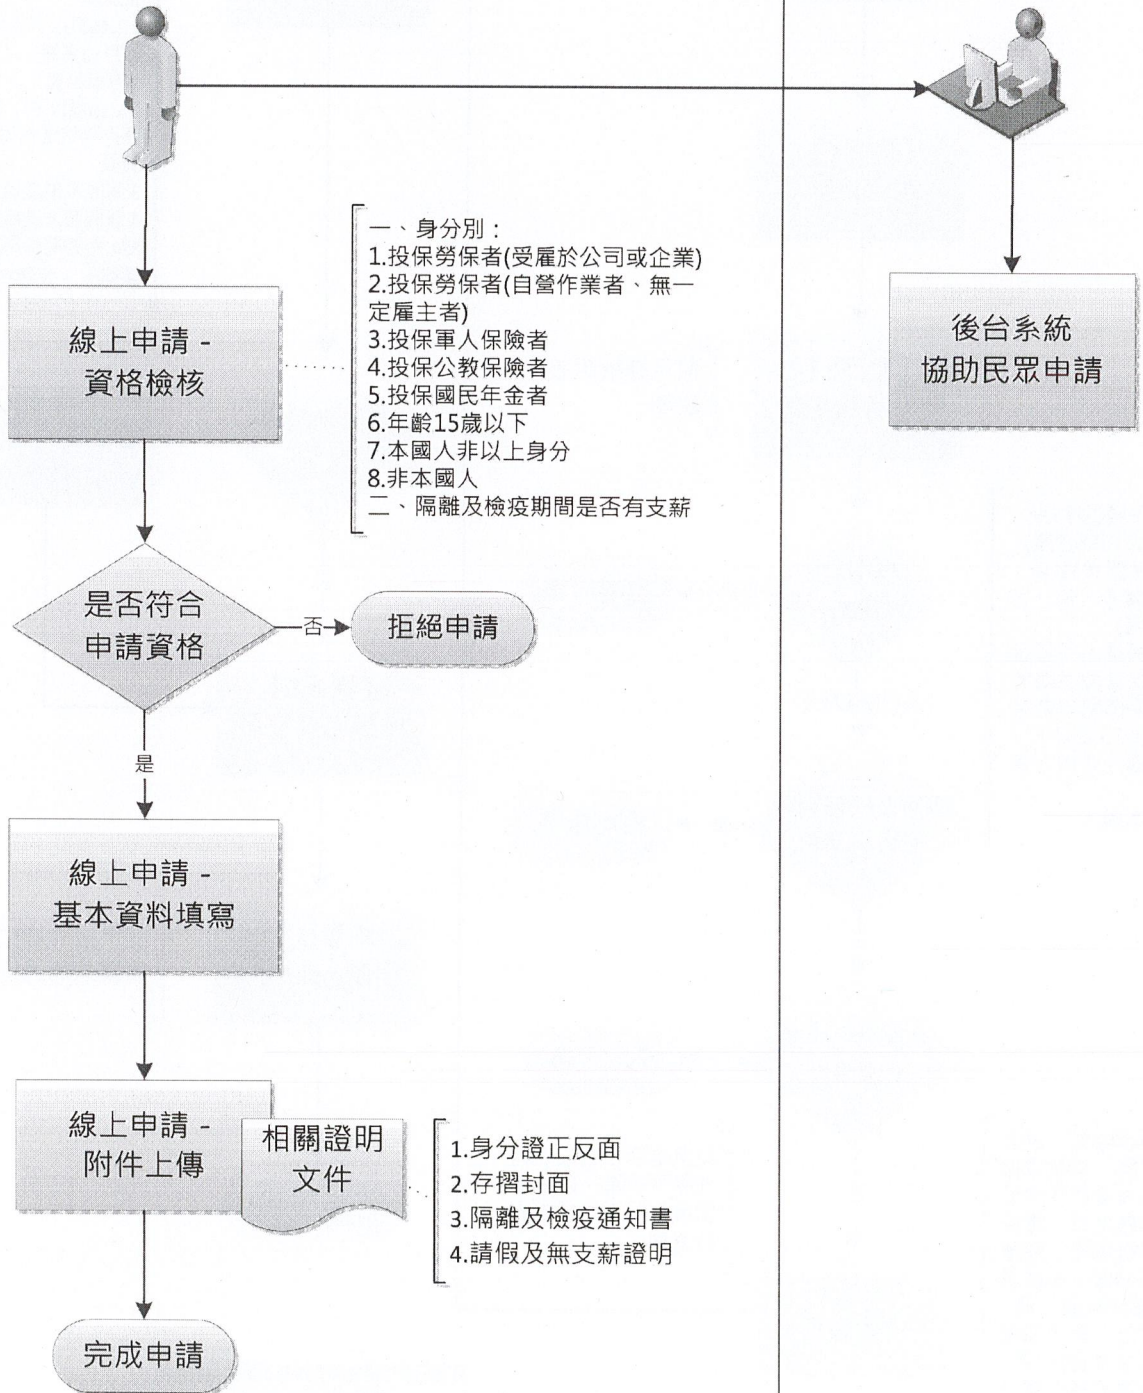 一、身分別：
1.投保勞保者(受雇於公司或企業)
2.投保勞保者(自營作業者、無一
定雇主者)
3.投保軍人保險者
4.投保公教保險者
5.投保國民年金者
6.年齡15歲以下
7.本國人非以上身分
8.非本國人
二、隔離及檢疫期間是否有支薪
線上申請 -
資格檢核
後台系統
協助民眾申請
是否符合
申請資格
否
拒絕申請
是
線上申請 -
基本資料填寫
線上申請 -
附件上傳
相關證明
文件
1.身分證正反面
2.存摺封面
3.隔離及檢疫通知書
4.請假及無支薪證明
完成申請